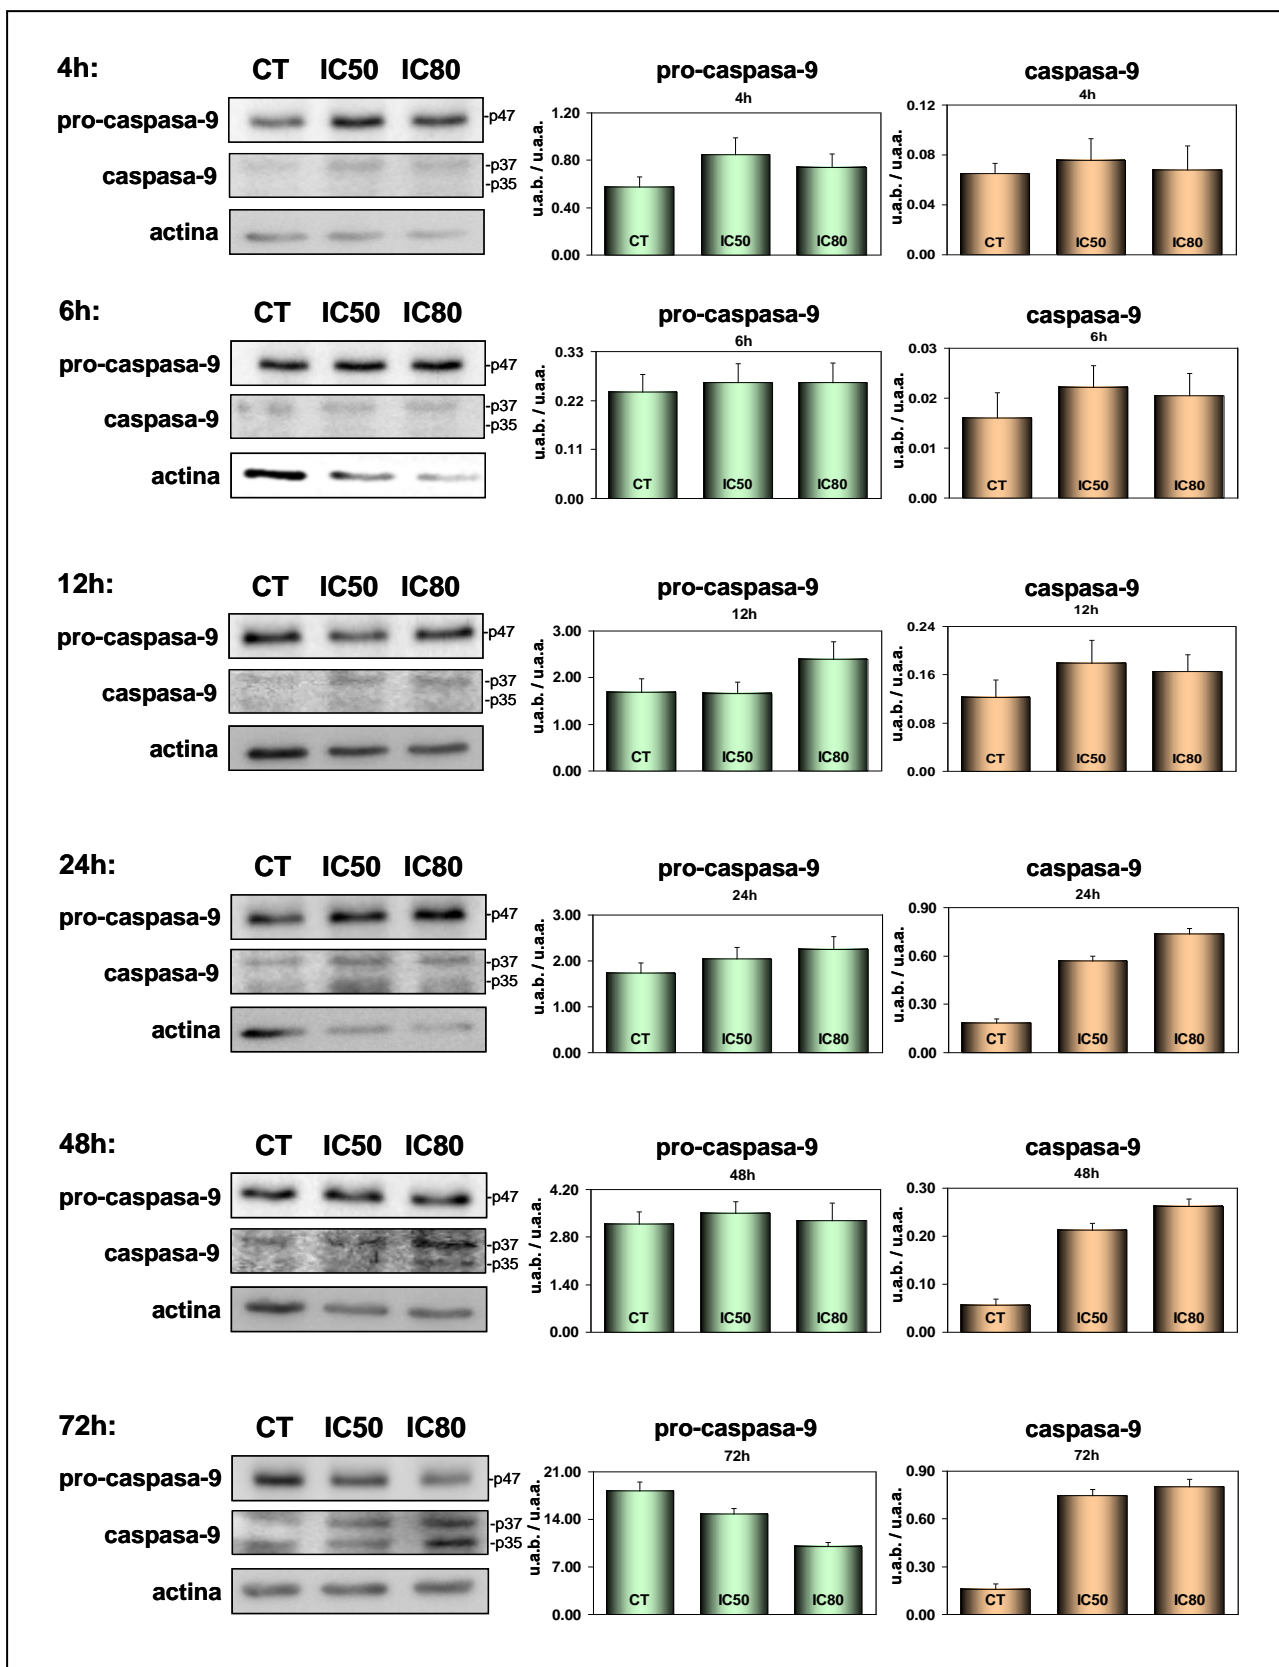 4h:
CT IC50 IC80
pro-caspasa-9
-p47
caspasa-9
-p37
-p35
actina
pro-caspasa-9
4h
u.a.b. / u.a.a.
1.20
0.80
0.40
0.00
CT IC50 IC80
caspasa-9
4h
u.a.b. / u.a.a.
0.12
0.08
0.04
0.00
CT IC50 IC80
6h:
CT IC50 IC80
pro-caspasa-9
-p47
caspasa-9
-p37
-p35
actina
pro-caspasa-9
6h
u.a.b. / u.a.a.
0.33
0.22
0.11
0.00
CT IC50 IC80
caspasa-9
6h
u.a.b. / u.a.a.
0.03
0.02
0.01
0.00
CT IC50 IC80
12h:
CT IC50 IC80
pro-caspasa-9
-p47
caspasa-9
-p37
-p35
actina
pro-caspasa-9
12h
u.a.b. / u.a.a.
3.00
2.00
1.00
0.00
CT IC50 IC80
caspasa-9
12h
u.a.b. / u.a.a.
0.24
0.16
0.08
0.00
CT IC50 IC80
24h:
CT IC50 IC80
pro-caspasa-9
-p47
caspasa-9
-p37
-p35
actina
pro-caspasa-9
24h
u.a.b. / u.a.a.
3.00
2.00
1.00
0.00
CT IC50 IC80
caspasa-9
24h
u.a.b. / u.a.a.
0.90
0.60
0.30
0.00
CT IC50 IC80
48h:
CT IC50 IC80
pro-caspasa-9
-p47
caspasa-9
-p37
-p35
actina
pro-caspasa-9
48h
u.a.b. / u.a.a.
4.20
2.80
1.40
0.00
CT IC50 IC80
caspasa-9
48h
u.a.b. / u.a.a.
0.30
0.20
0.10
0.00
CT IC50 IC80
72h:
CT IC50 IC80
pro-caspasa-9
-p47
caspasa-9
-p37
-p35
actina
pro-caspasa-9
72h
u.a.b. / u.a.a.
21.00
14.00
7.00
0.00
CT IC50 IC80
caspasa-9
72h
u.a.b. / u.a.a.
0.90
0.60
0.30
0.00
CT IC50 IC80